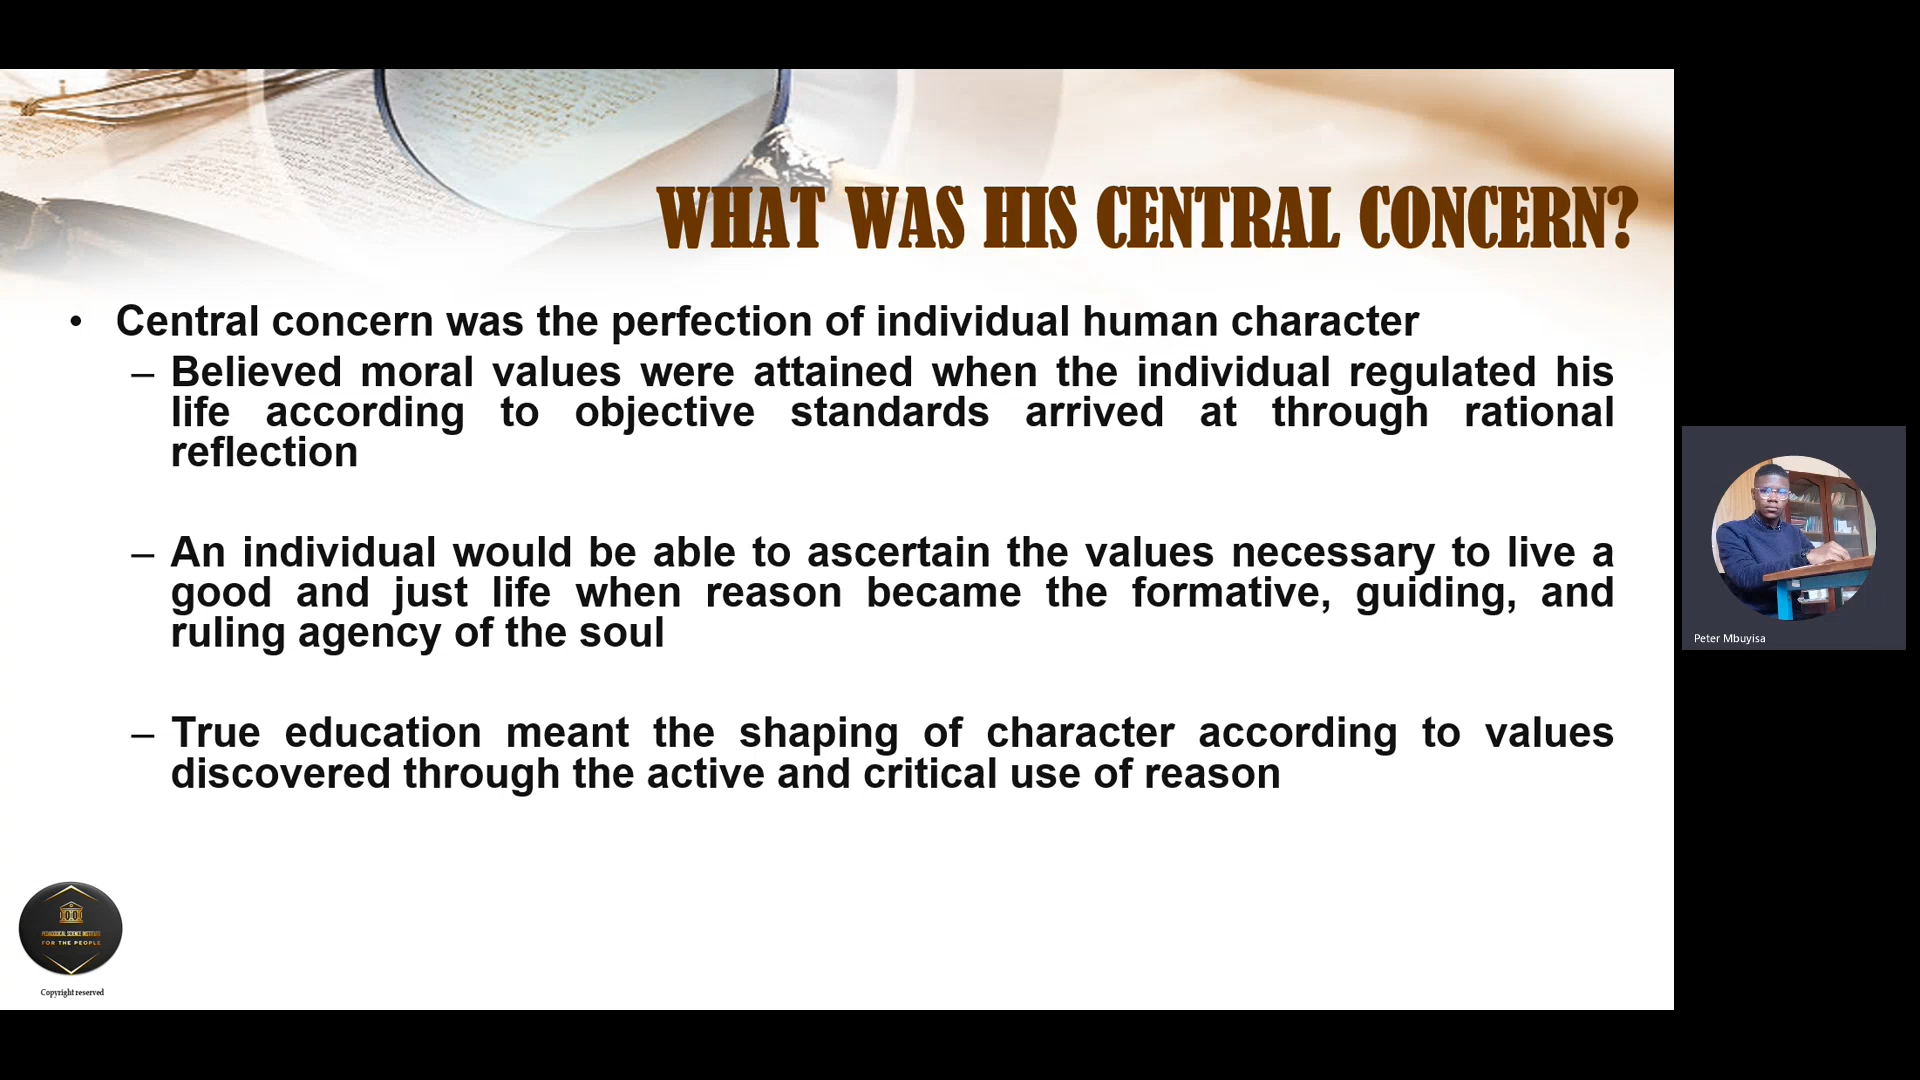 WHAT WAS HIS CENTRAL CONCERN?
• Central concern was the perfection of individual human character
– Believed moral values were attained when the individual regulated his
life according to objective standards arrived at through rational
reflection
– An individual would be able to ascertain the values necessary to live a
good and just life when reason became the formative, guiding, and
ruling agency of the soul
– True education meant the shaping of character according to values
discovered through the active and critical use of reason
Peter Mbuyisa
PEDAGOGICAL SCIENCE INSTITUTE
FOR THE PEOPLE
Copyright reserved